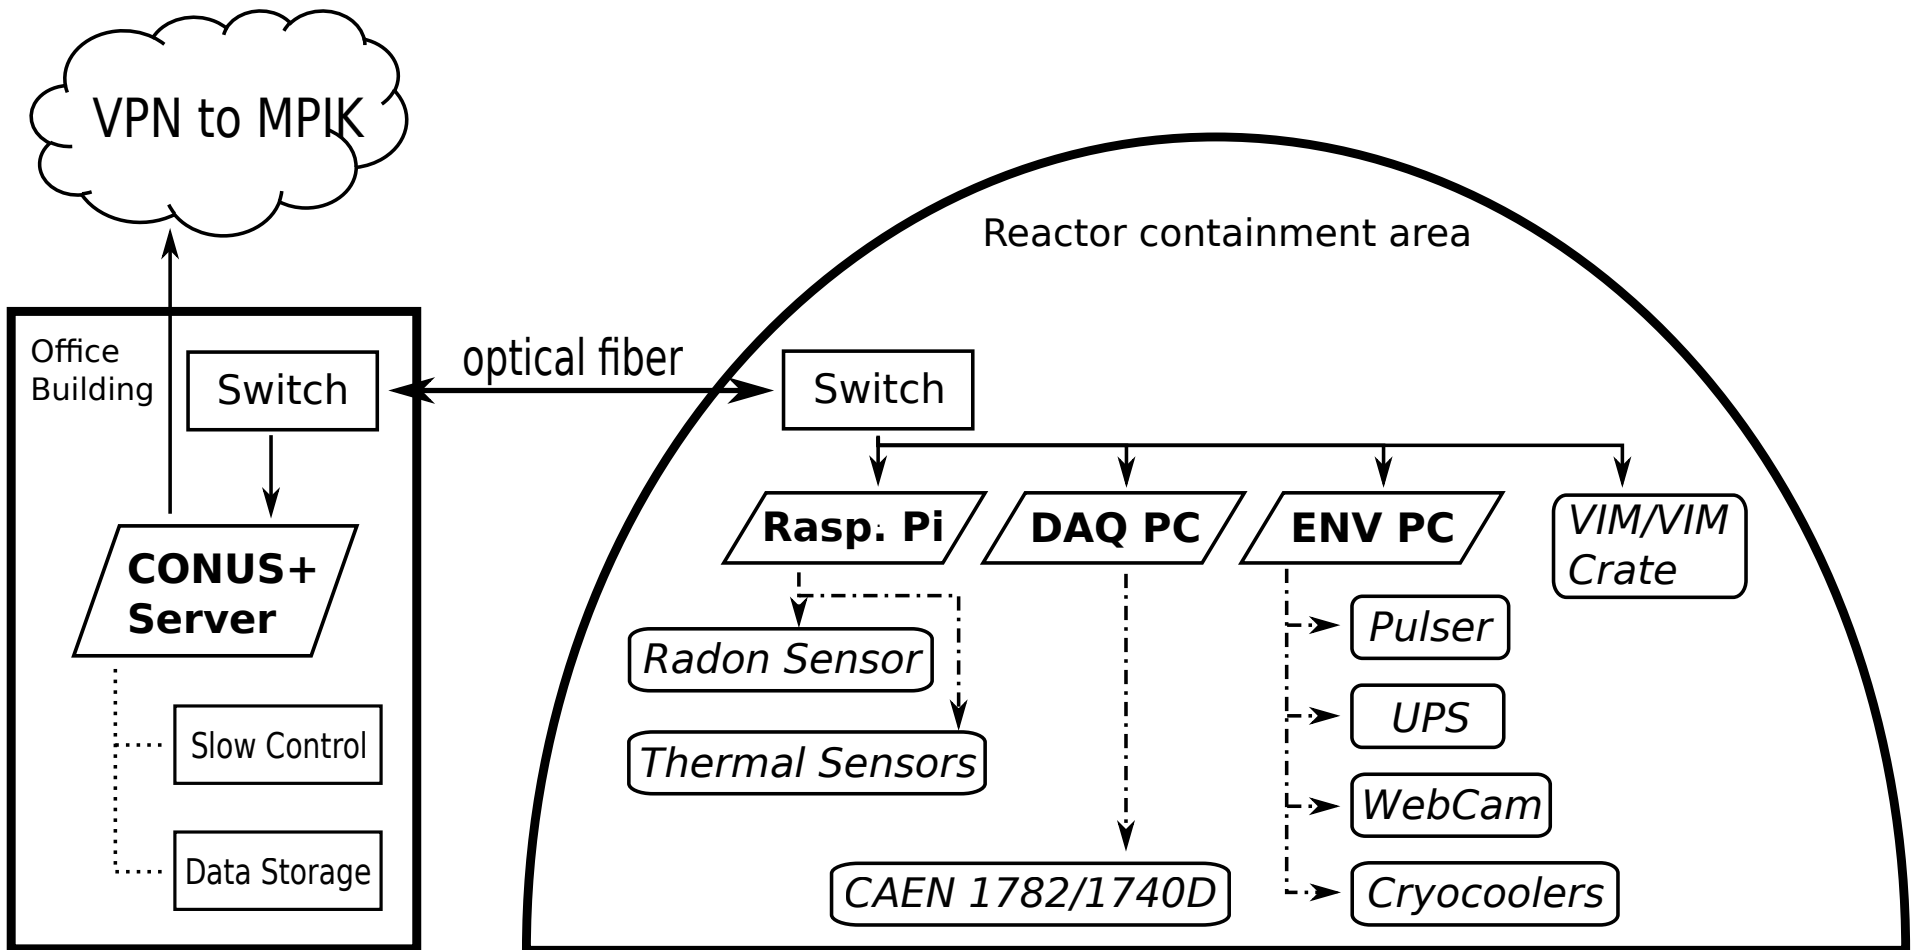 VPN to MPIK
Reactor containment area
Office
Building
Switch
optical fiber
Switch
CONUS+
Server
Slow Control
Data Storage
Rasp. Pi
DAQ PC
ENV PC
VIM/VIM
Crate
Radon Sensor
Thermal Sensors
CAEN 1782/1740D
Pulser
UPS
WebCam
Cryocoolers